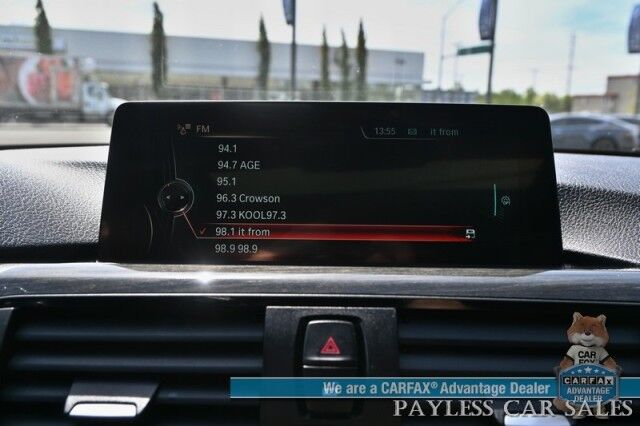 FM
13:55 it from
94.1
94.7 AGE
95.1
96.3 Crowson
97.3 KOOL97.3
98.1 it from
98.9 98.9
We are a CARFAX® Advantage Dealer
CAR FOX
CARFAX
ADVANTAGE
DEALER
PAYLESS CAR SALES